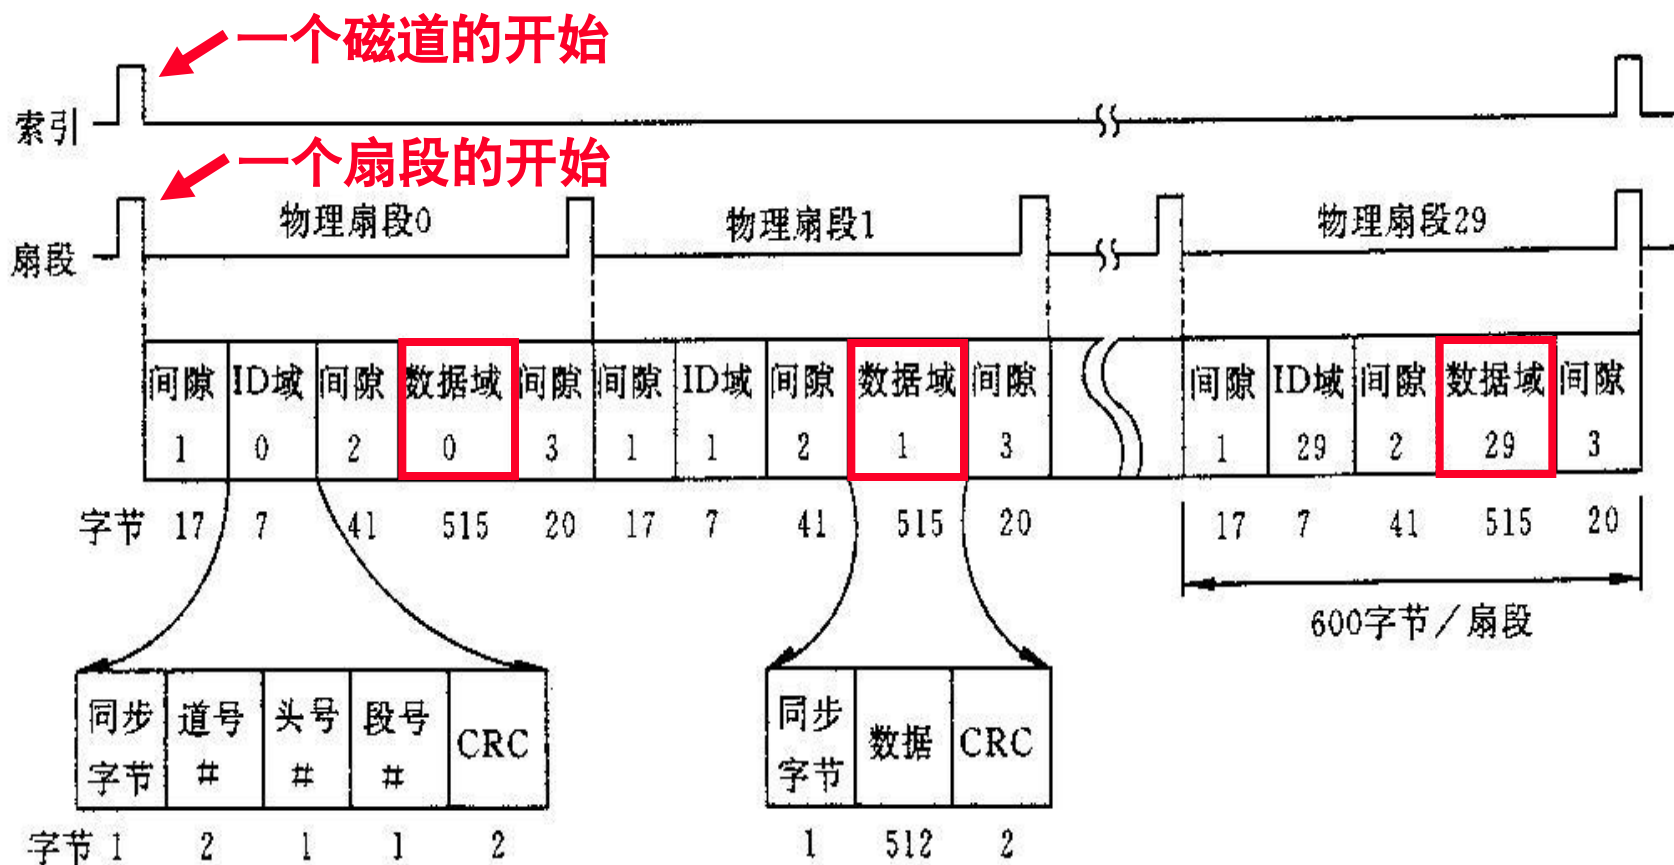 一个磁道的开始
索引
一个扇段的开始
物理扇段0 物理扇段1 物理扇段29
扇段
间隙 ID域 间隙 数据域 间隙 间隙 ID域 间隙 数据域 间隙 间隙 ID域 间隙 数据域 间隙
1 0 2 0 3 1 1 2 1 3 1 29 2 29 3
字节 17 7 41 515 20 17 7 41 515 20 17 7 41 515 20
600字节/扇段
同步 道号 头号 段号 CRC 同步 数据 CRC
字节 # # # 字节
字节 1 2 1 1 2 1 512 2